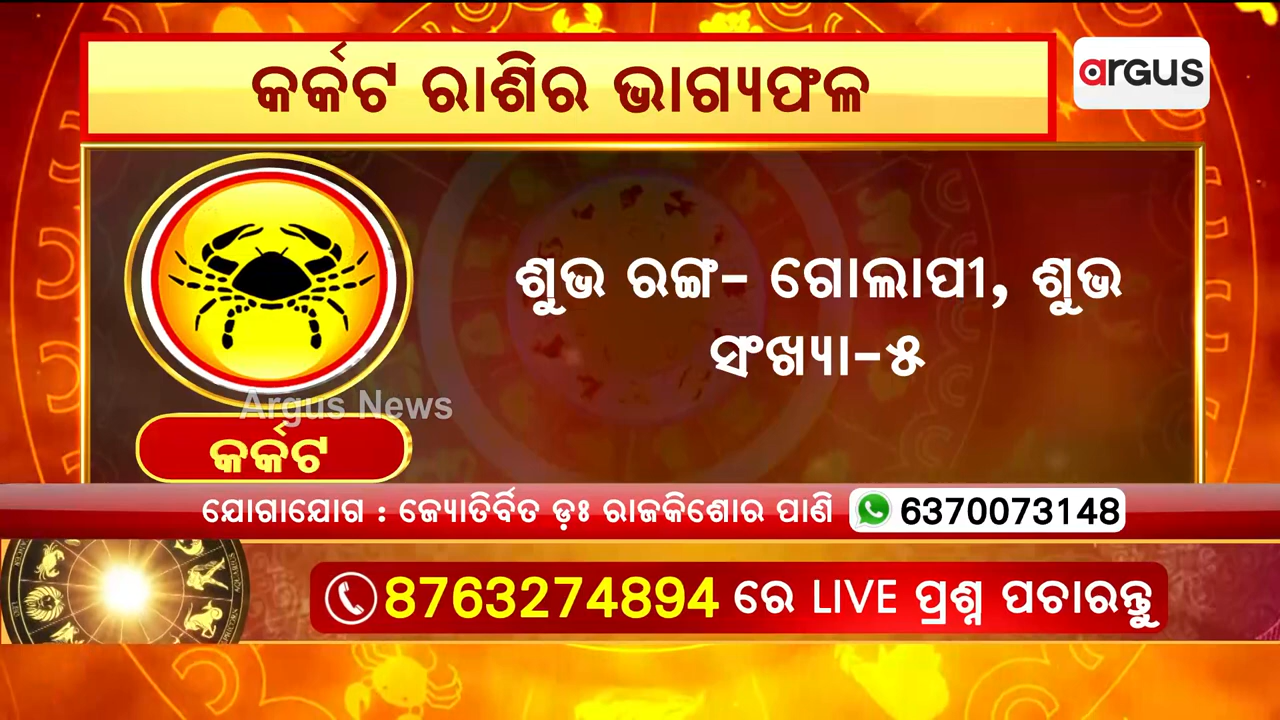 କର୍କଟ ରାଶିର ଭାଗ୍ୟଫଳ
argus
ଶୁଭ ରଙ୍ଗ- ଗୋଲାପୀ, ଶୁଭ
ସଂଖ୍ୟା-୫
Argus News
କର୍କଟ
ଯୋଗାଯୋଗ : ଜ୍ୟୋତିର୍ବିତ ଡ଼ଃ ରାଜକିଶୋର ପାଣି 6370073148
8763274894 ରେ LIVE ପ୍ରଶ୍ନ ପଚାରନ୍ତୁ